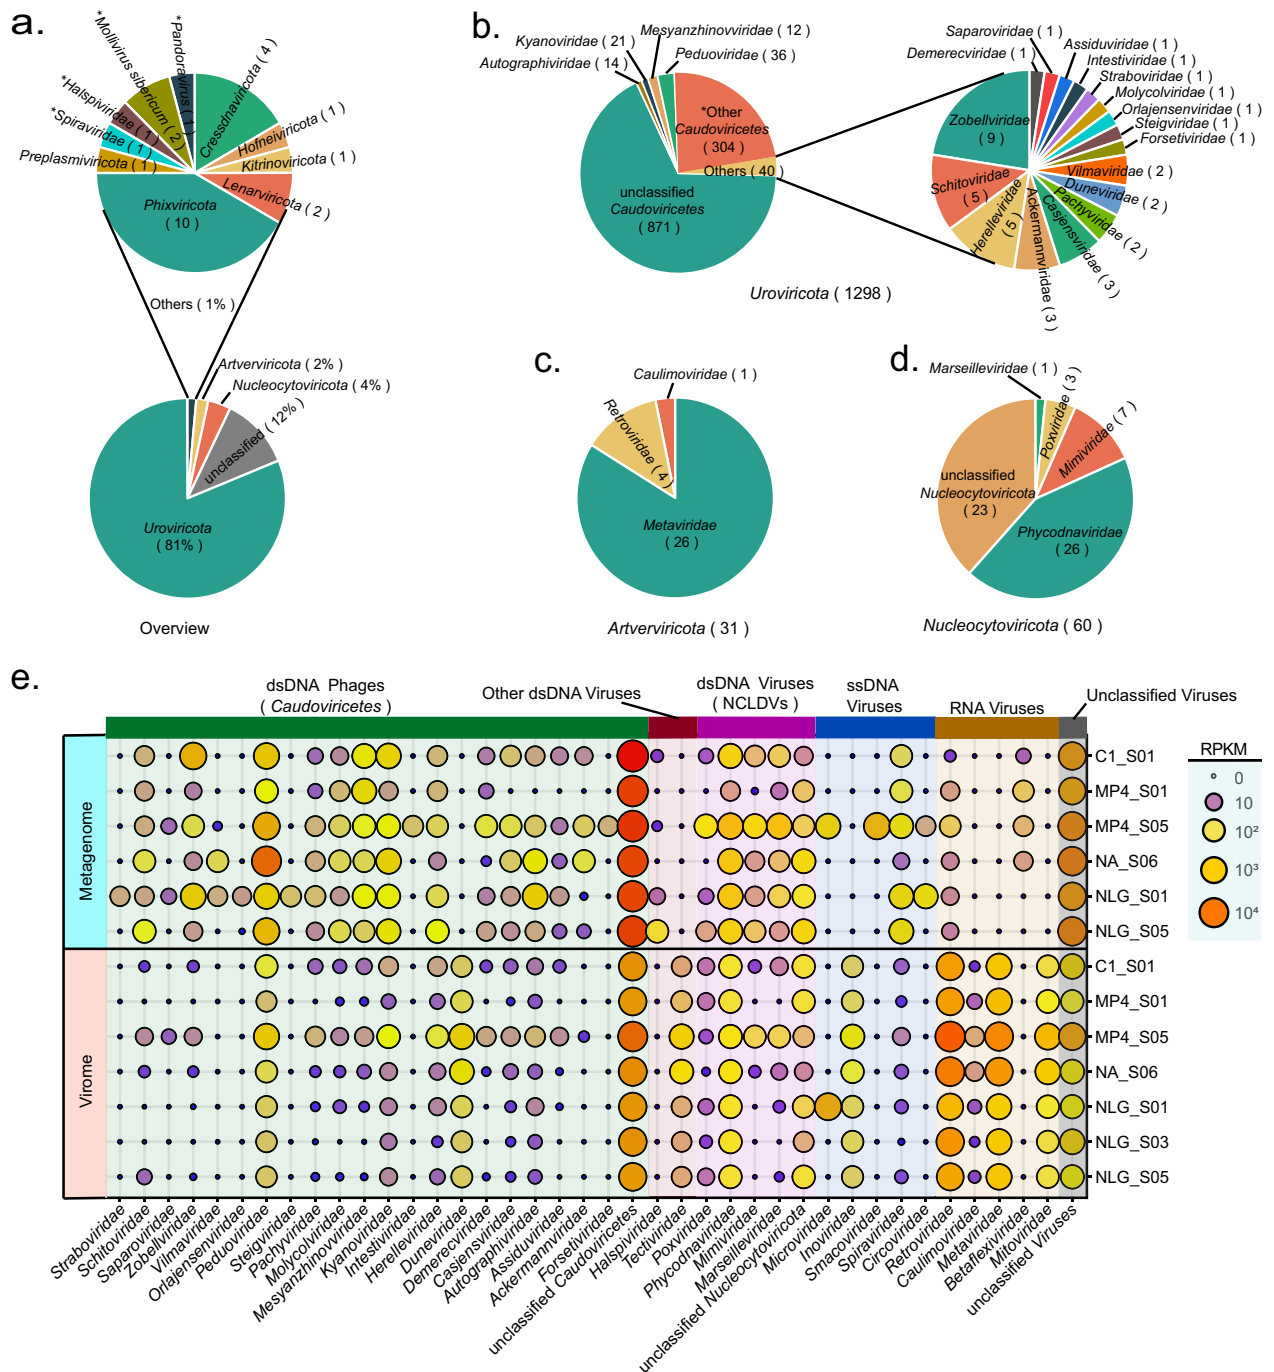 a.
*Mollivirus sibericum ( 2 )
*Pandoravirus ( 1 )
Cressdnaviricota ( 4 )
*Halspiviridae ( 1 )
Hofneiviricota ( 1 )
*Spiraviridae ( 1 )
Kitrinoviricota ( 1 )
Preplasmiviricota ( 1 )
Lenarviricota ( 2 )
Phixviricota
( 10 )
Others ( 1% )
Artverviricota ( 2% )
Nucleocytoviricota ( 4% )
unclassified ( 12% )
Uroviricota
( 81% )
Overview
b.
Mesyanzhinovviridae ( 12 )
Kyanoviridae ( 21 )
Peduoviridae ( 36 )
Autographiviridae ( 14 )
*Other
Caudoviricetes
( 304 )
Others ( 40 )
unclassified
Caudoviricetes
( 871 )
Saparoviridae ( 1 )
Demerecviridae ( 1 )
Assiduviridae ( 1 )
Intestiviridae ( 1 )
Straboviridae ( 1 )
Molycolviridae ( 1 )
Orlajensenviridae ( 1 )
Steigviridae ( 1 )
Forsetiviridae ( 1 )
Vilmaviridae ( 2 )
Duneviridae ( 2 )
Pachyviridae ( 2 )
Casjensviridae ( 3 )
Ackermannviridae ( 3 )
Herelleviridae
( 5 )
Schitoviridae
( 5 )
Zobellviridae
( 9 )
Uroviricota ( 1298 )
c.
Caulimoviridae ( 1 )
Retroviridae ( 4 )
Metaviridae
( 26 )
Artverviricota ( 31 )
d.
Marseilleviridae ( 1 )
Poxviridae ( 3 )
Mimiviridae ( 7 )
unclassified
Nucleocytoviricota
( 23 )
Phycodnaviridae
( 26 )
Nucleocytoviricota ( 60 )
e.
dsDNA Phages
( Caudoviricetes )
Other dsDNA Viruses
dsDNA Viruses
( NCLDVs )
ssDNA
Viruses
RNA Viruses
Unclassified Viruses
Metagenome
C1_S01
MP4_S01
MP4_S05
NA_S06
NLG_S01
NLG_S05
Virome
C1_S01
MP4_S01
MP4_S05
NA_S06
NLG_S01
NLG_S03
NLG_S05
RPKM
0
10
10²
10³
10⁴
Straboviridae
Schitoviridae
Saparoviridae
Zobellviridae
Vilmaviridae
Orlajensenviridae
Peduoviridae
Steigviridae
Pachyviridae
Molycolviridae
Mesyanzhinovviridae
Kyanoviridae
Intestiviridae
Herelleviridae
Duneviridae
Demerecviridae
Casjensviridae
Autographiviridae
Assiduviridae
Ackermannviridae
Forsetiviridae
unclassified Caudoviricetes
Halspiviridae
Tectiviridae
Poxviridae
Phycodnaviridae
Mimiviridae
Marseilleviridae
unclassified Nucleocytoviricota
Microviridae
Inoviridae
Smacoviridae
Spiraviridae
Circoviridae
Retroviridae
Caulimoviridae
Metaviridae
Betaflexiviridae
Mitoviridae
unclassified Viruses